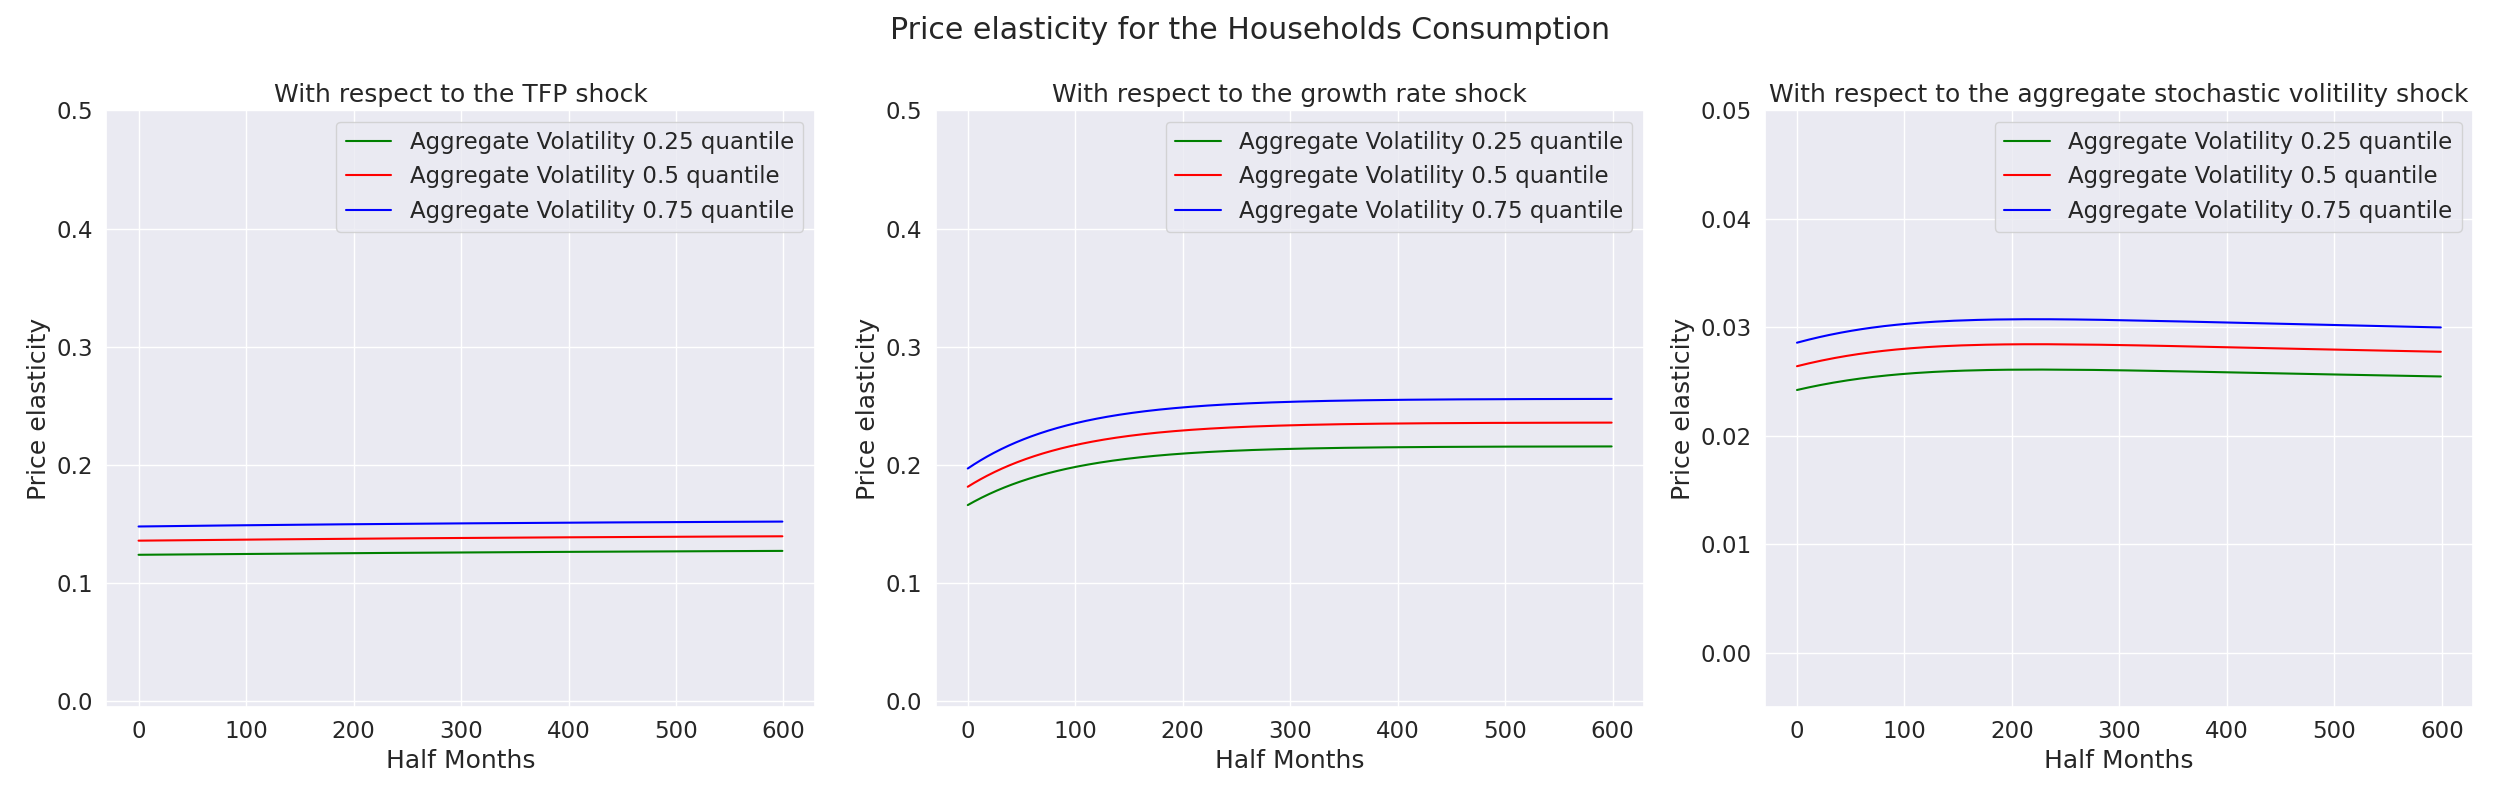 Price elasticity for the Households Consumption
With respect to the TFP shock
0.5
0.4
0.3
0.2
0.1
0.0
Price elasticity
Aggregate Volatility 0.25 quantile
Aggregate Volatility 0.5 quantile
Aggregate Volatility 0.75 quantile
0 100 200 300 400 500 600
Half Months
With respect to the growth rate shock
0.5
0.4
0.3
0.2
0.1
0.0
Price elasticity
Aggregate Volatility 0.25 quantile
Aggregate Volatility 0.5 quantile
Aggregate Volatility 0.75 quantile
0 100 200 300 400 500 600
Half Months
With respect to the aggregate stochastic volitility shock
0.05
0.04
0.03
0.02
0.01
0.00
Price elasticity
Aggregate Volatility 0.25 quantile
Aggregate Volatility 0.5 quantile
Aggregate Volatility 0.75 quantile
0 100 200 300 400 500 600
Half Months